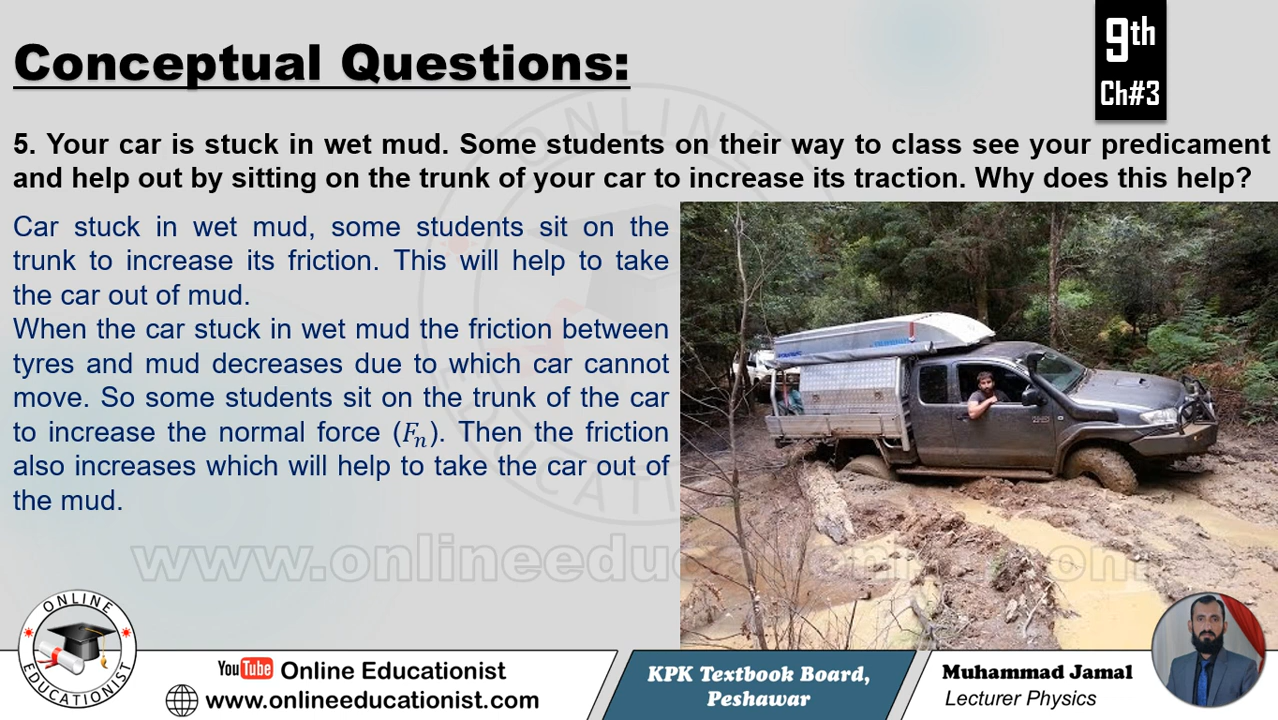 Conceptual Questions:
9th
Ch#3
5. Your car is stuck in wet mud. Some students on their way to class see your predicament
and help out by sitting on the trunk of your car to increase its traction. Why does this help?
Car stuck in wet mud, some students sit on the
trunk to increase its friction. This will help to take
the car out of mud.
When the car stuck in wet mud the friction between
tyres and mud decreases due to which car cannot
move. So some students sit on the trunk of the car
to increase the normal force (Fₙ). Then the friction
also increases which will help to take the car out of
the mud.
ONLINE
EDUCATIONIST
YouTube Online Educationist
www.onlineeducationist.com
KPK Textbook Board,
Peshawar
Muhammad Jamal
Lecturer Physics